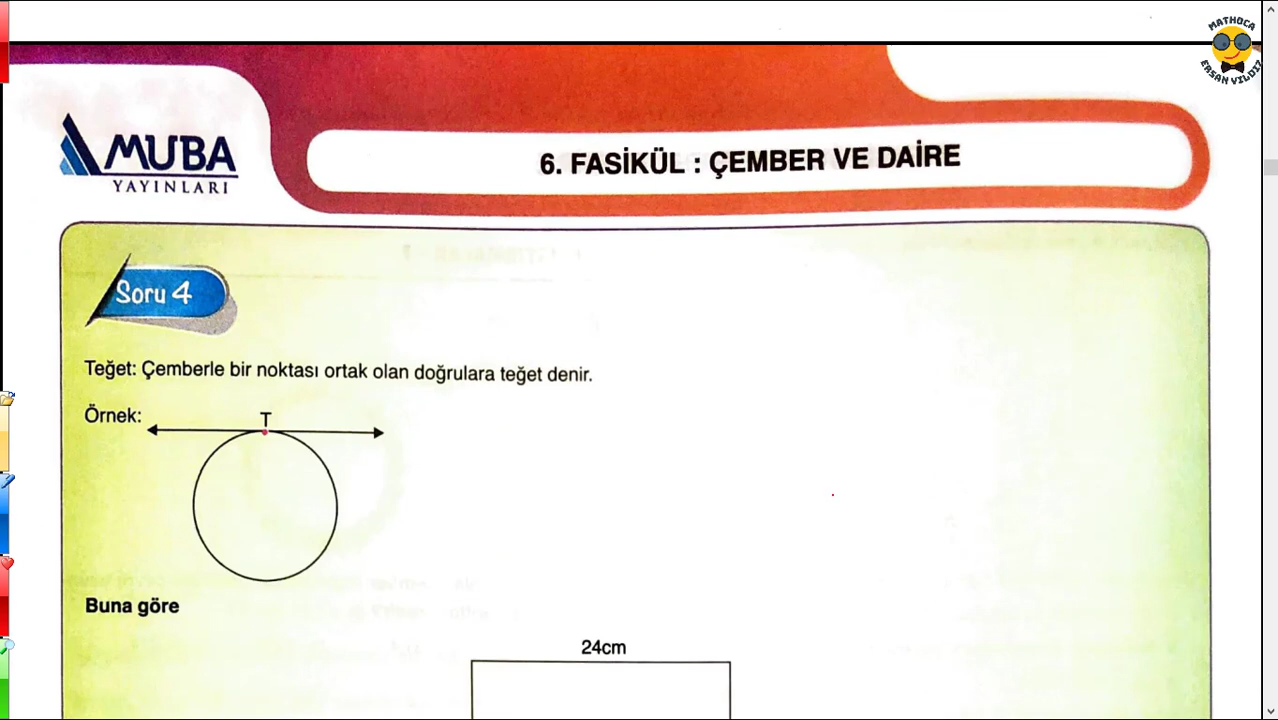 MATHOCA
ERSAN YILDIZ
MUBA
YAYINLARI
6. FASİKÜL : ÇEMBER VE DAİRE
Soru 4
Teğet: Çemberle bir noktası ortak olan doğrulara teğet denir.
Örnek:
T
Buna göre
24cm